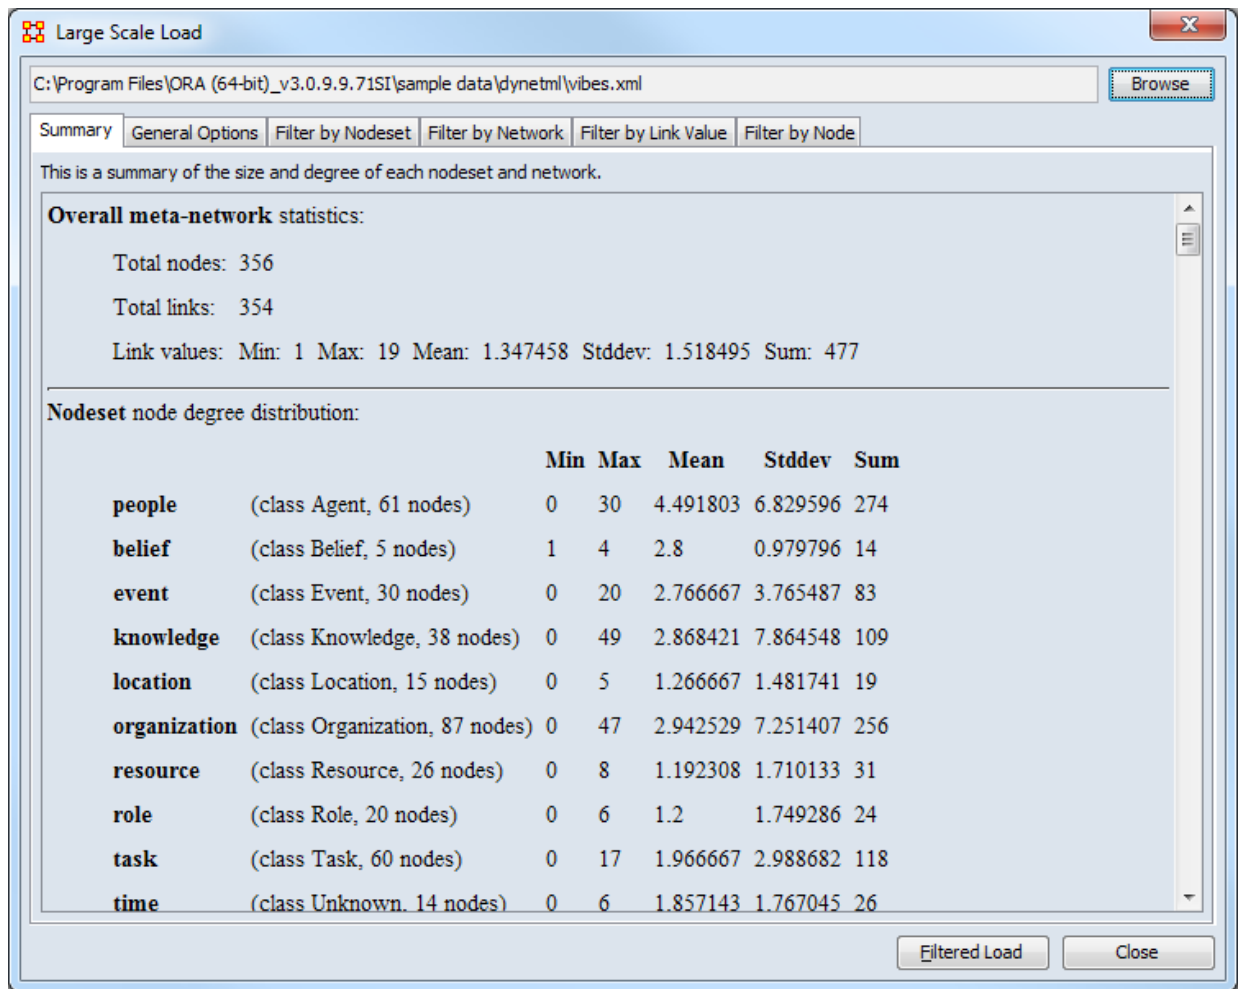 Large Scale Load
C:\Program Files\ORA (64-bit)_v3.0.9.9.71SI\sample data\dynetml\vibes.xml Browse
Summary General Options Filter by Nodeset Filter by Network Filter by Link Value Filter by Node
This is a summary of the size and degree of each nodeset and network.
Overall meta-network statistics:
Total nodes: 356
Total links: 354
Link values: Min: 1 Max: 19 Mean: 1.347458 Stddev: 1.518495 Sum: 477
Nodeset node degree distribution:
Min Max Mean Stddev Sum
people (class Agent, 61 nodes) 0 30 4.491803 6.829596 274
belief (class Belief, 5 nodes) 1 4 2.8 0.979796 14
event (class Event, 30 nodes) 0 20 2.766667 3.765487 83
knowledge (class Knowledge, 38 nodes) 0 49 2.868421 7.864548 109
location (class Location, 15 nodes) 0 5 1.266667 1.481741 19
organization (class Organization, 87 nodes) 0 47 2.942529 7.251407 256
resource (class Resource, 26 nodes) 0 8 1.192308 1.710133 31
role (class Role, 20 nodes) 0 6 1.2 1.749286 24
task (class Task, 60 nodes) 0 17 1.966667 2.988682 118
time (class Unknown, 14 nodes) 0 6 1.857143 1.767045 26
Filtered Load Close